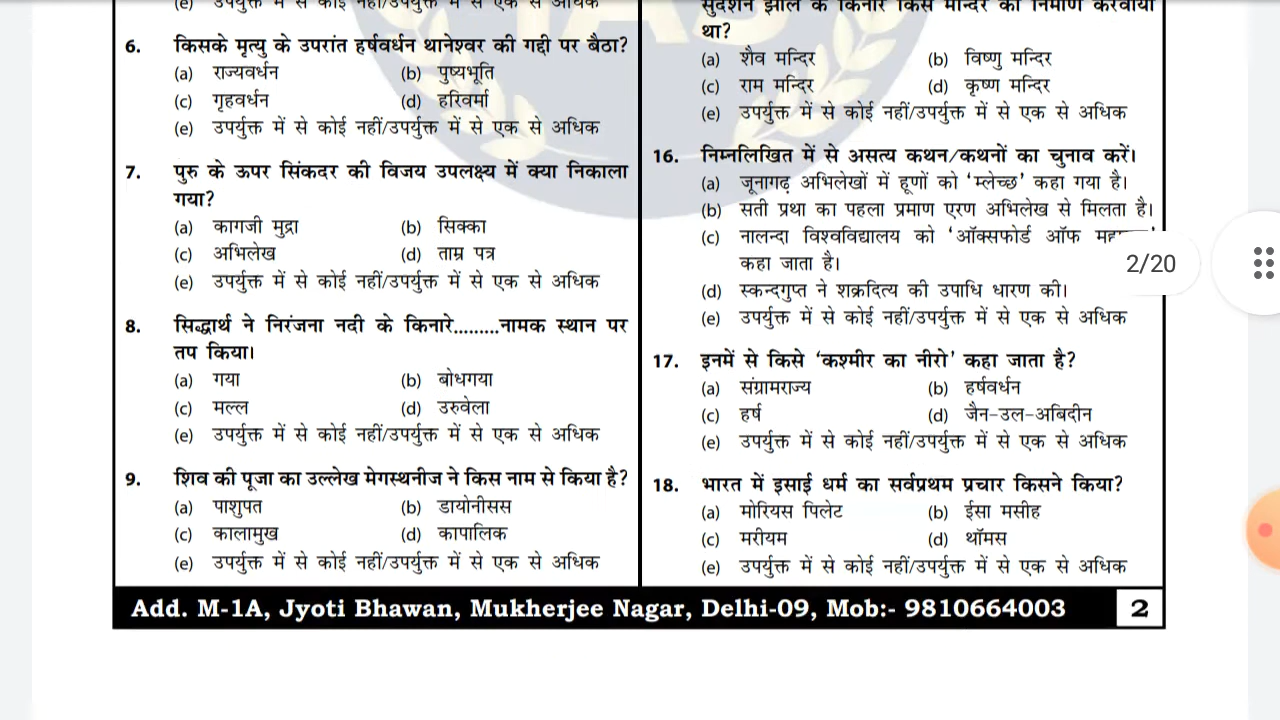 (e) उपर्युक्त में से कोई नहीं/उपर्युक्त में से एक से अधिक
6. किसके मृत्यु के उपरांत हर्षवर्धन थानेश्वर की गद्दी पर बैठा?
(a) राज्यवर्धन (b) पुष्यभूति
(c) गृहवर्धन (d) हरिवर्मा
(e) उपर्युक्त में से कोई नहीं/उपर्युक्त में से एक से अधिक
7. पुरु के ऊपर सिंकदर की विजय उपलक्ष्य में क्या निकाला
गया?
(a) कागजी मुद्रा (b) सिक्का
(c) अभिलेख (d) ताम्र पत्र
(e) उपर्युक्त में से कोई नहीं/उपर्युक्त में से एक से अधिक
8. सिद्धार्थ ने निरंजना नदी के किनारे.........नामक स्थान पर
तप किया।
(a) गया (b) बोधगया
(c) मल्ल (d) उरुवेला
(e) उपर्युक्त में से कोई नहीं/उपर्युक्त में से एक से अधिक
9. शिव की पूजा का उल्लेख मेगस्थनीज ने किस नाम से किया है?
(a) पाशुपत (b) डायोनीसस
(c) कालामुख (d) कापालिक
(e) उपर्युक्त में से कोई नहीं/उपर्युक्त में से एक से अधिक
सुदर्शन झील के किनारे किस मन्दिर का निर्माण करवाया
था?
(a) शैव मन्दिर (b) विष्णु मन्दिर
(c) राम मन्दिर (d) कृष्ण मन्दिर
(e) उपर्युक्त में से कोई नहीं/उपर्युक्त में से एक से अधिक
16. निम्नलिखित में से असत्य कथन/कथनों का चुनाव करें।
(a) जूनागढ़ अभिलेखों में हूणों को ‘म्लेच्छ’ कहा गया है।
(b) सती प्रथा का पहला प्रमाण एरण अभिलेख से मिलता है।
(c) नालन्दा विश्वविद्यालय को ‘ऑक्सफोर्ड ऑफ
कहा जाता है।
(d) स्कन्दगुप्त ने शक्रदित्य की उपाधि धारण की।
(e) उपर्युक्त में से कोई नहीं/उपर्युक्त में से एक से अधिक
17. इनमें से किसे ‘कश्मीर का नीरो’ कहा जाता है?
(a) संग्रामराज्य (b) हर्षवर्धन
(c) हर्ष (d) जैन-उल-अबिदीन
(e) उपर्युक्त में से कोई नहीं/उपर्युक्त में से एक से अधिक
18. भारत में इसाई धर्म का सर्वप्रथम प्रचार किसने किया?
(a) मोरियस पिलेट (b) ईसा मसीह
(c) मरीयम (d) थॉमस
(e) उपर्युक्त में से कोई नहीं/उपर्युक्त में से एक से अधिक
2/20
Add. M-1A, Jyoti Bhawan, Mukherjee Nagar, Delhi-09, Mob:- 9810664003 2